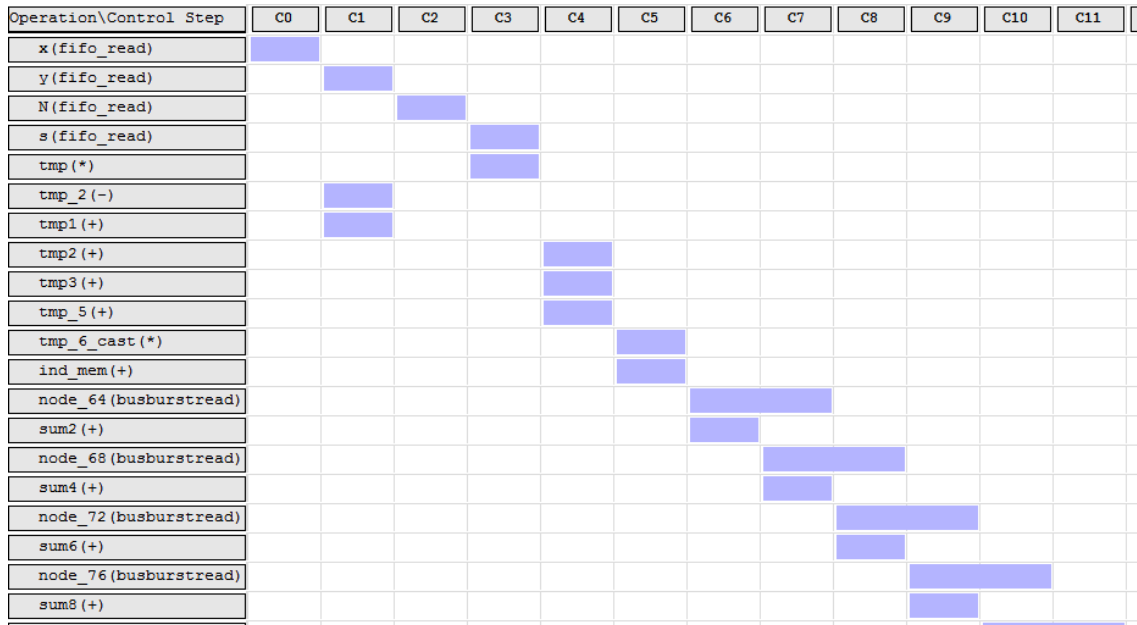 Operation\Control Step C0 C1 C2 C3 C4 C5 C6 C7 C8 C9 C10 C11
x(fifo_read)
y(fifo_read)
N(fifo_read)
s(fifo_read)
tmp(*)
tmp_2(-)
tmp1(+)
tmp2(+)
tmp3(+)
tmp_5(+)
tmp_6_cast(*)
ind_mem(+)
node_64(busburstread)
sum2(+)
node_68(busburstread)
sum4(+)
node_72(busburstread)
sum6(+)
node_76(busburstread)
sum8(+)